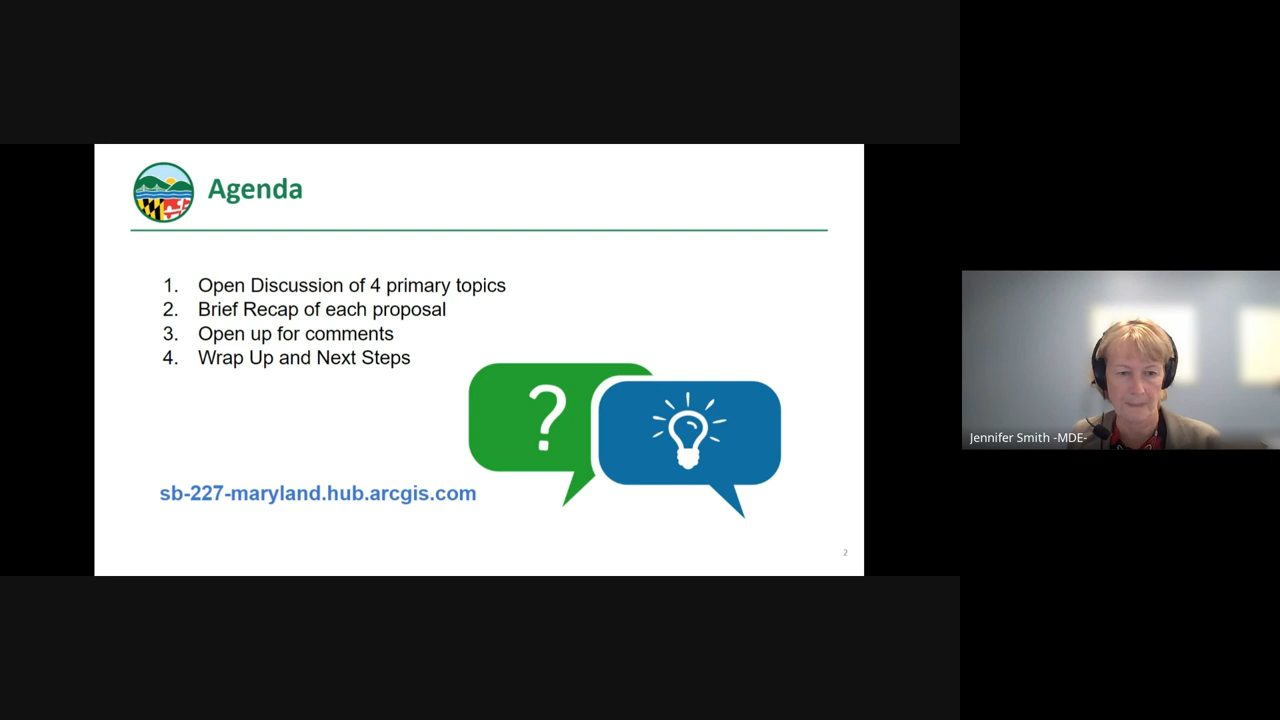 Agenda
1. Open Discussion of 4 primary topics
2. Brief Recap of each proposal
3. Open up for comments
4. Wrap Up and Next Steps
?
sb-227-maryland.hub.arcgis.com
2
Jennifer Smith -MDE-